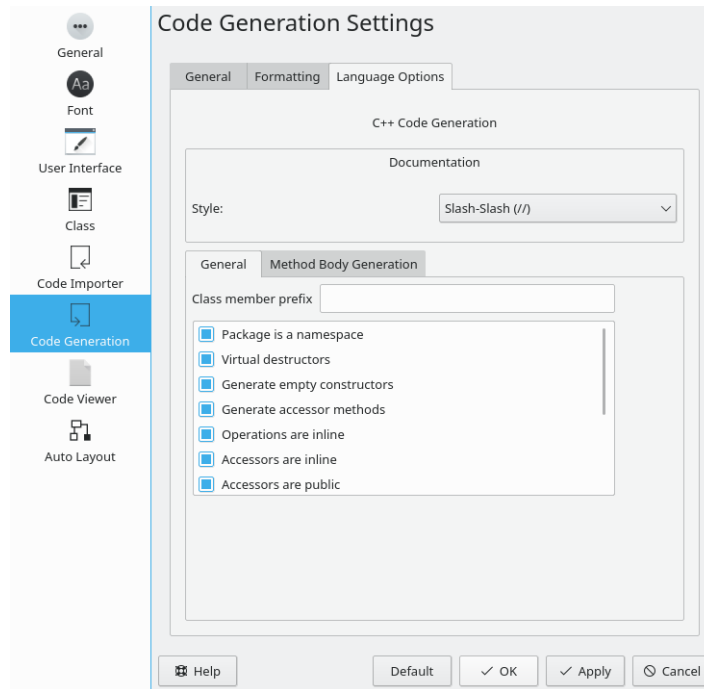 Code Generation Settings
General
Aa
Font
User Interface
Class
Code Importer
Code Generation
Code Viewer
Auto Layout
General Formatting Language Options
C++ Code Generation
Documentation
Style: Slash-Slash (//)
General Method Body Generation
Class member prefix
Package is a namespace
Virtual destructors
Generate empty constructors
Generate accessor methods
Operations are inline
Accessors are inline
Accessors are public
Help Default OK Apply Cancel